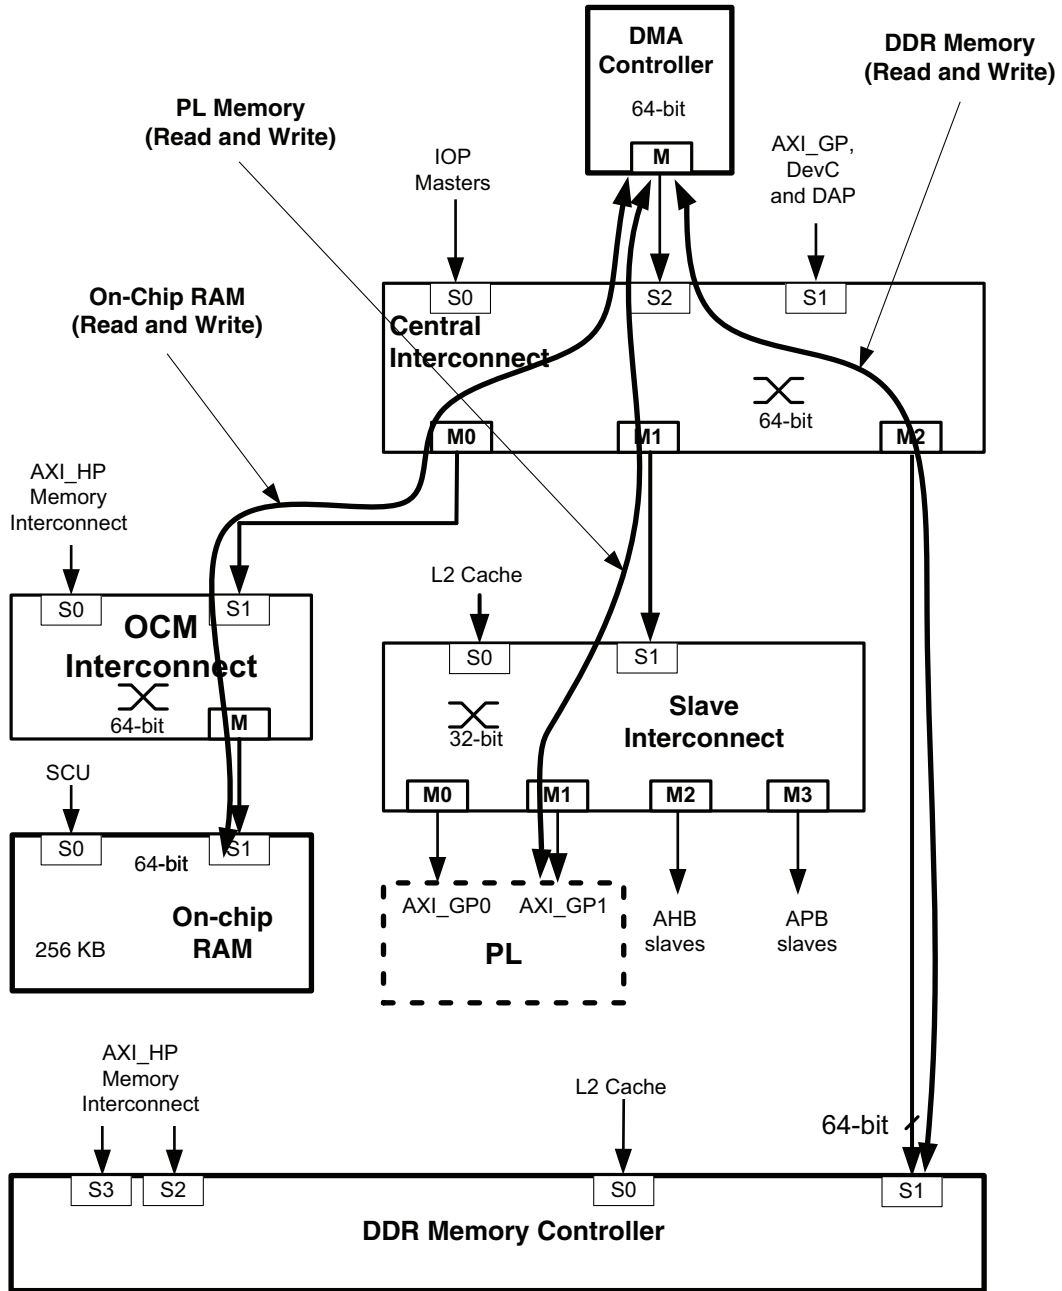 DMA
Controller
64-bit
M
DDR Memory
(Read and Write)
PL Memory
(Read and Write)
IOP
Masters
AXI_GP,
DevC
and DAP
On-Chip RAM
(Read and Write)
S0
S2
S1
Central
Interconnect
64-bit
M0
M1
M2
AXI_HP
Memory
Interconnect
L2 Cache
S0
S1
OCM
Interconnect
64-bit
M
S0
S1
32-bit
Slave
Interconnect
M0
M1
M2
M3
SCU
S0
64-bit
S1
On-chip
RAM
256 KB
AXI_GP0
AXI_GP1
PL
AHB
slaves
APB
slaves
AXI_HP
Memory
Interconnect
L2 Cache
64-bit
S3
S2
S0
S1
DDR Memory Controller